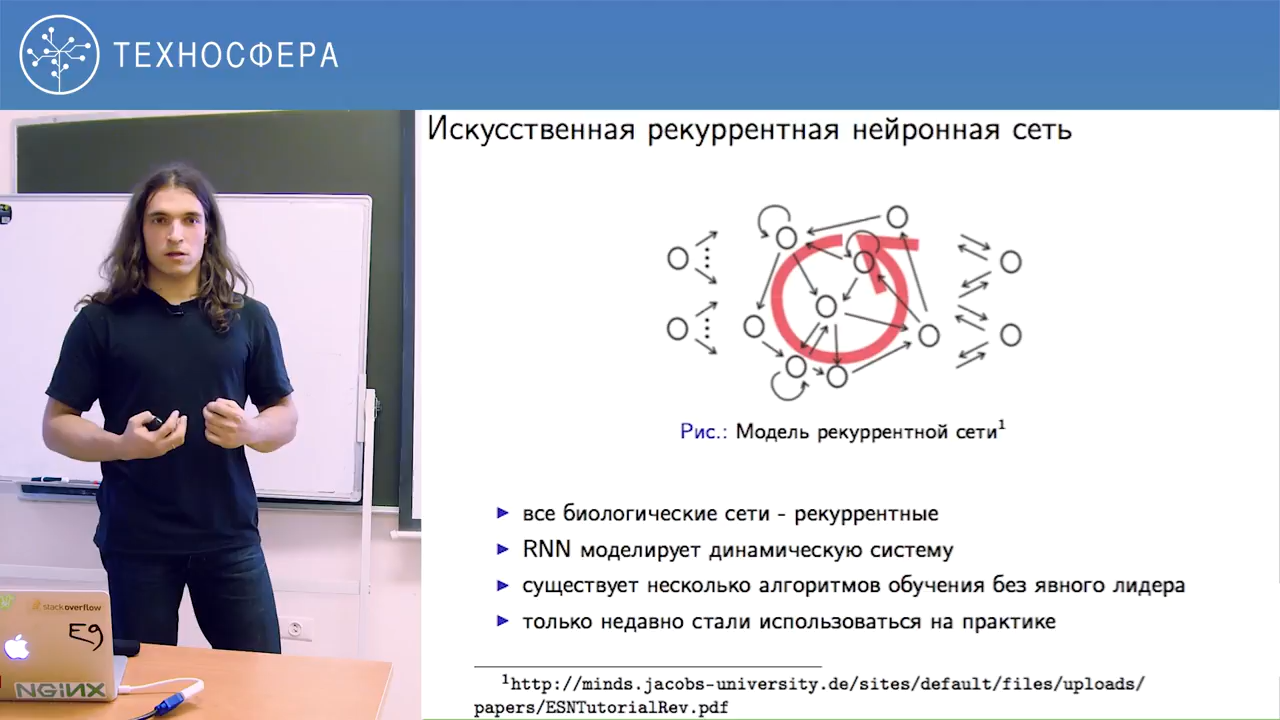 ТЕХНОСФЕРА
Искусственная рекуррентная нейронная сеть
Рис.: Модель рекуррентной сети1
все биологические сети - рекуррентные
RNN моделирует динамическую систему
существует несколько алгоритмов обучения без явного лидера
только недавно стали использоваться на практике
1http://minds.jacobs-university.de/sites/default/files/uploads/
papers/ESNTutorialRev.pdf
stackoverflow
E9
NGINX